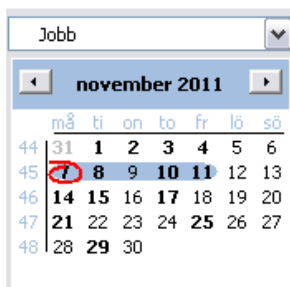 Jobb
november 2011
må ti on to fr lö sö
44 31 1 2 3 4 5 6
45 7 8 9 10 11 12 13
46 14 15 16 17 18 19 20
47 21 22 23 24 25 26 27
48 28 29 30